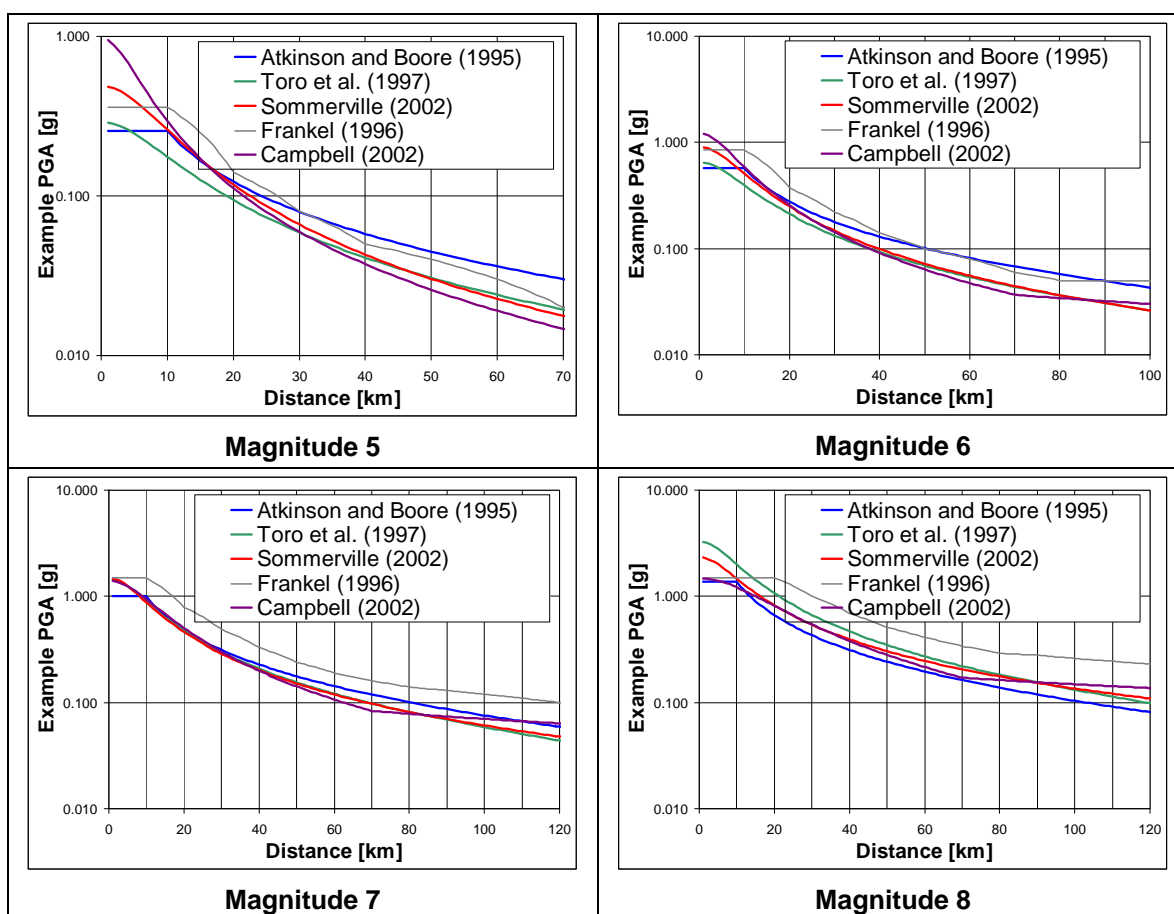 1.000
0.100
0.010
Example PGA [g]
Atkinson and Boore (1995)
Toro et al. (1997)
Sommerville (2002)
Frankel (1996)
Campbell (2002)
0 10 20 30 40 50 60 70
Distance [km]
Magnitude 5
10.000
1.000
0.100
0.010
Example PGA [g]
Atkinson and Boore (1995)
Toro et al. (1997)
Sommerville (2002)
Frankel (1996)
Campbell (2002)
0 20 40 60 80 100
Distance [km]
Magnitude 6
10.000
1.000
0.100
0.010
Example PGA [g]
Atkinson and Boore (1995)
Toro et al. (1997)
Sommerville (2002)
Frankel (1996)
Campbell (2002)
0 20 40 60 80 100 120
Distance [km]
Magnitude 7
10.000
1.000
0.100
0.010
Example PGA [g]
Atkinson and Boore (1995)
Toro et al. (1997)
Sommerville (2002)
Frankel (1996)
Campbell (2002)
0 20 40 60 80 100 120
Distance [km]
Magnitude 8